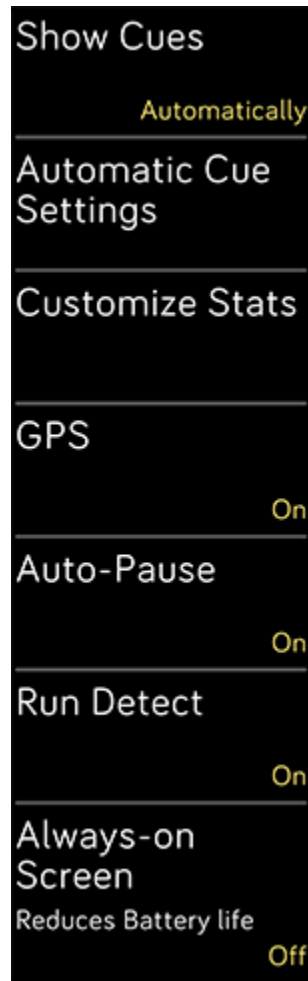 Show Cues
Automatically
Automatic Cue
Settings
Customize Stats
GPS
On
Auto-Pause
On
Run Detect
On
Always-on
Screen
Reduces Battery life
Off